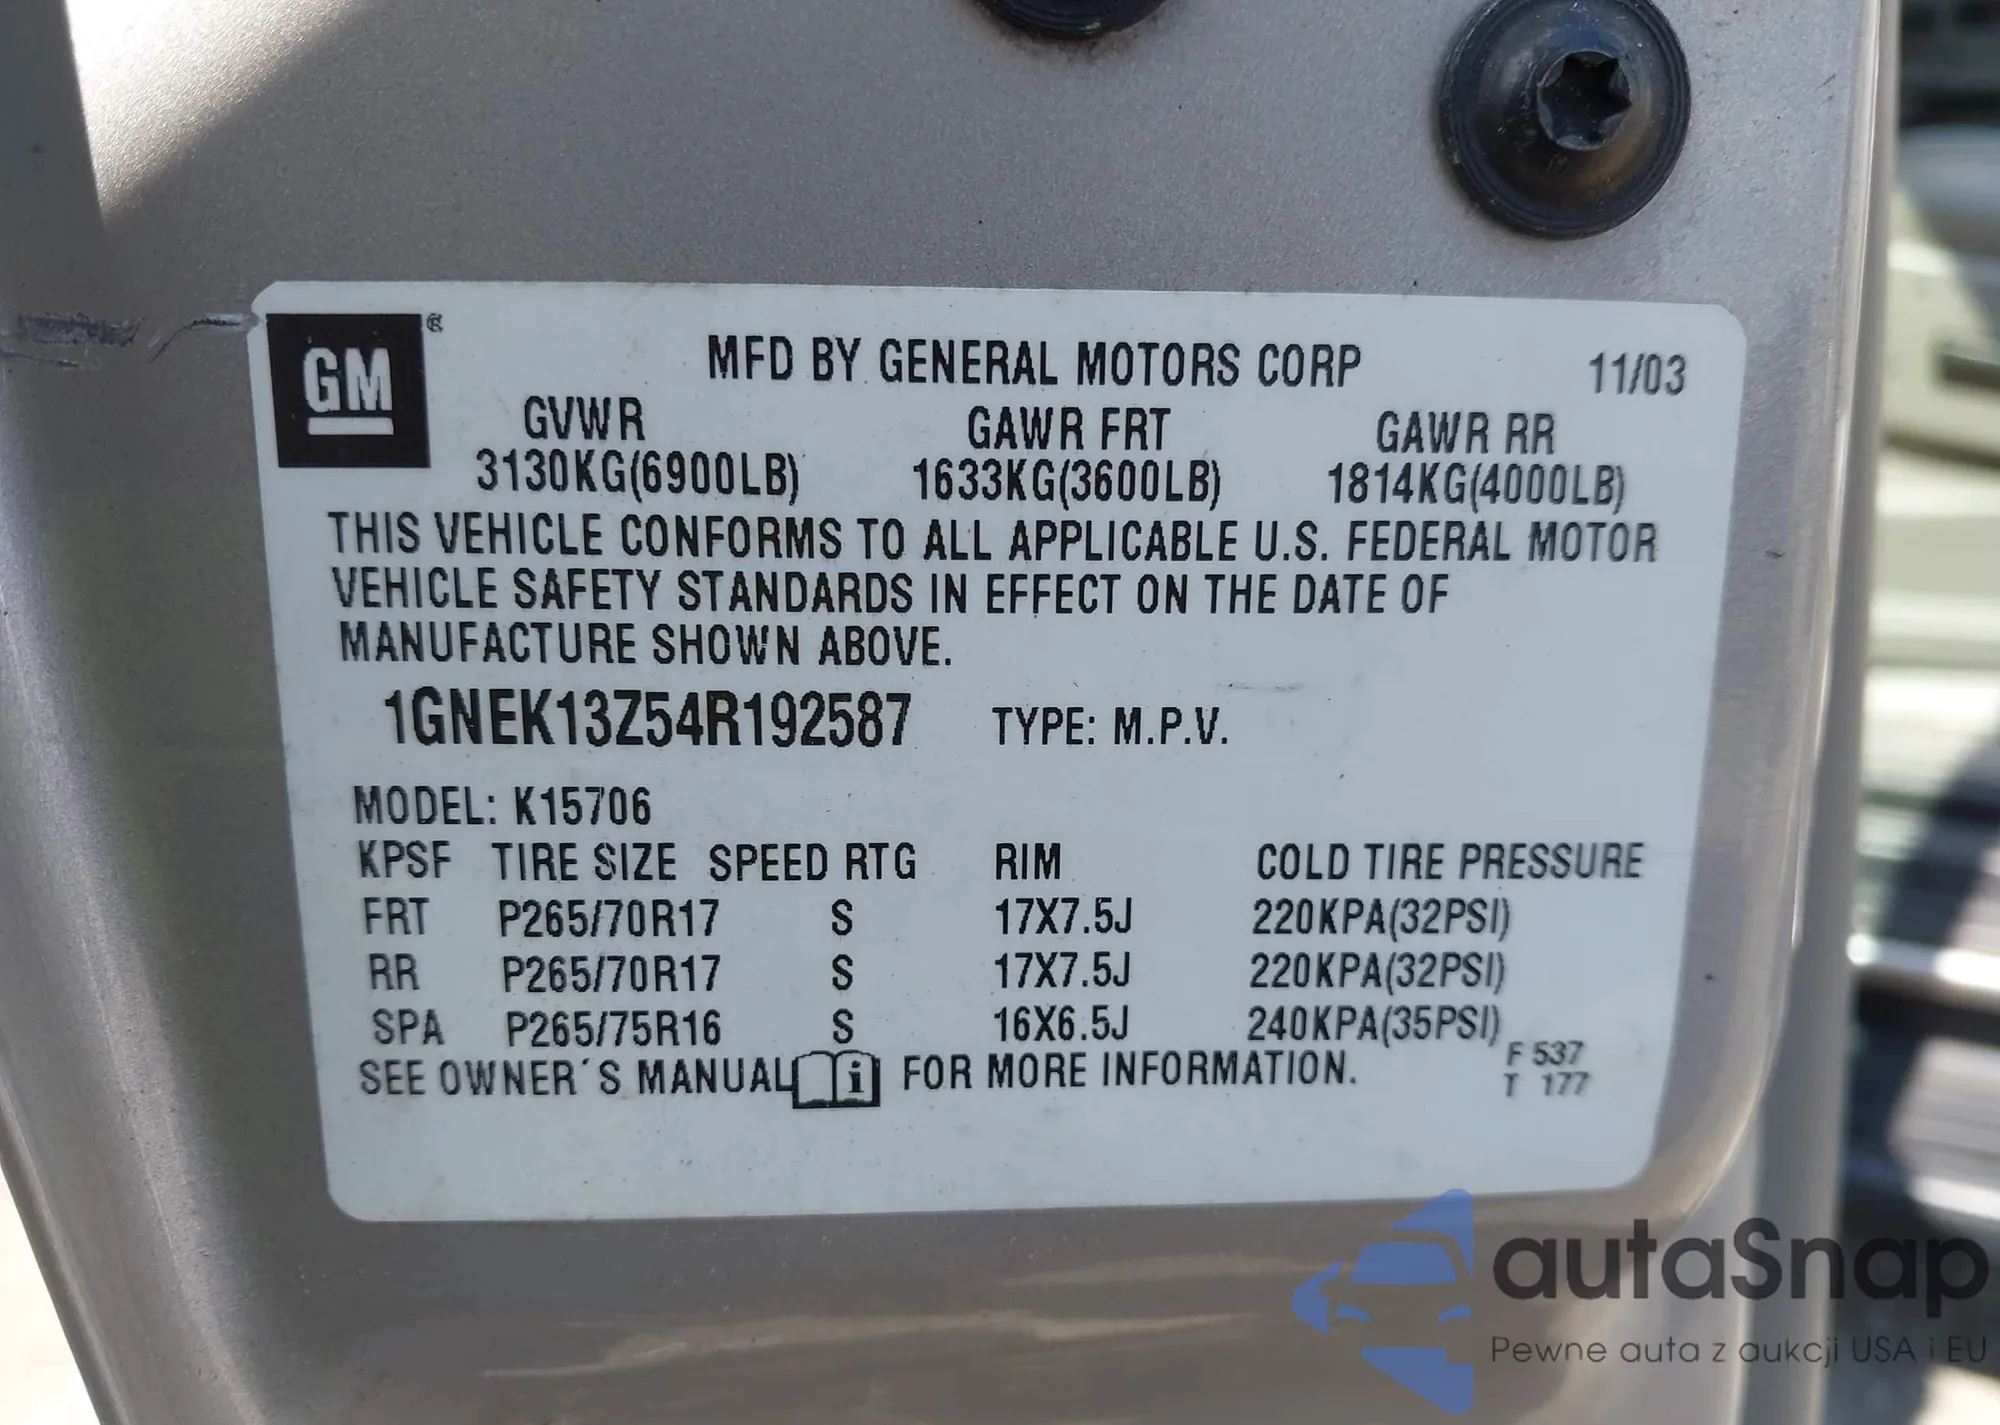 GM ®
MFD BY GENERAL MOTORS CORP 11/03
GVWR GAWR FRT GAWR RR
3130KG(6900LB) 1633KG(3600LB) 1814KG(4000LB)
THIS VEHICLE CONFORMS TO ALL APPLICABLE U.S. FEDERAL MOTOR
VEHICLE SAFETY STANDARDS IN EFFECT ON THE DATE OF
MANUFACTURE SHOWN ABOVE.
1GNEK13Z54R192587 TYPE: M.P.V.
MODEL: K15706
KPSF TIRE SIZE SPEED RTG RIM COLD TIRE PRESSURE
FRT P265/70R17 S 17X7.5J 220KPA(32PSI)
RR P265/70R17 S 17X7.5J 220KPA(32PSI)
SPA P265/75R16 S 16X6.5J 240KPA(35PSI)
SEE OWNER´S MANUAL i FOR MORE INFORMATION.
F 537
T 177
autaSnap
Pewne auta z aukcji USA i EU